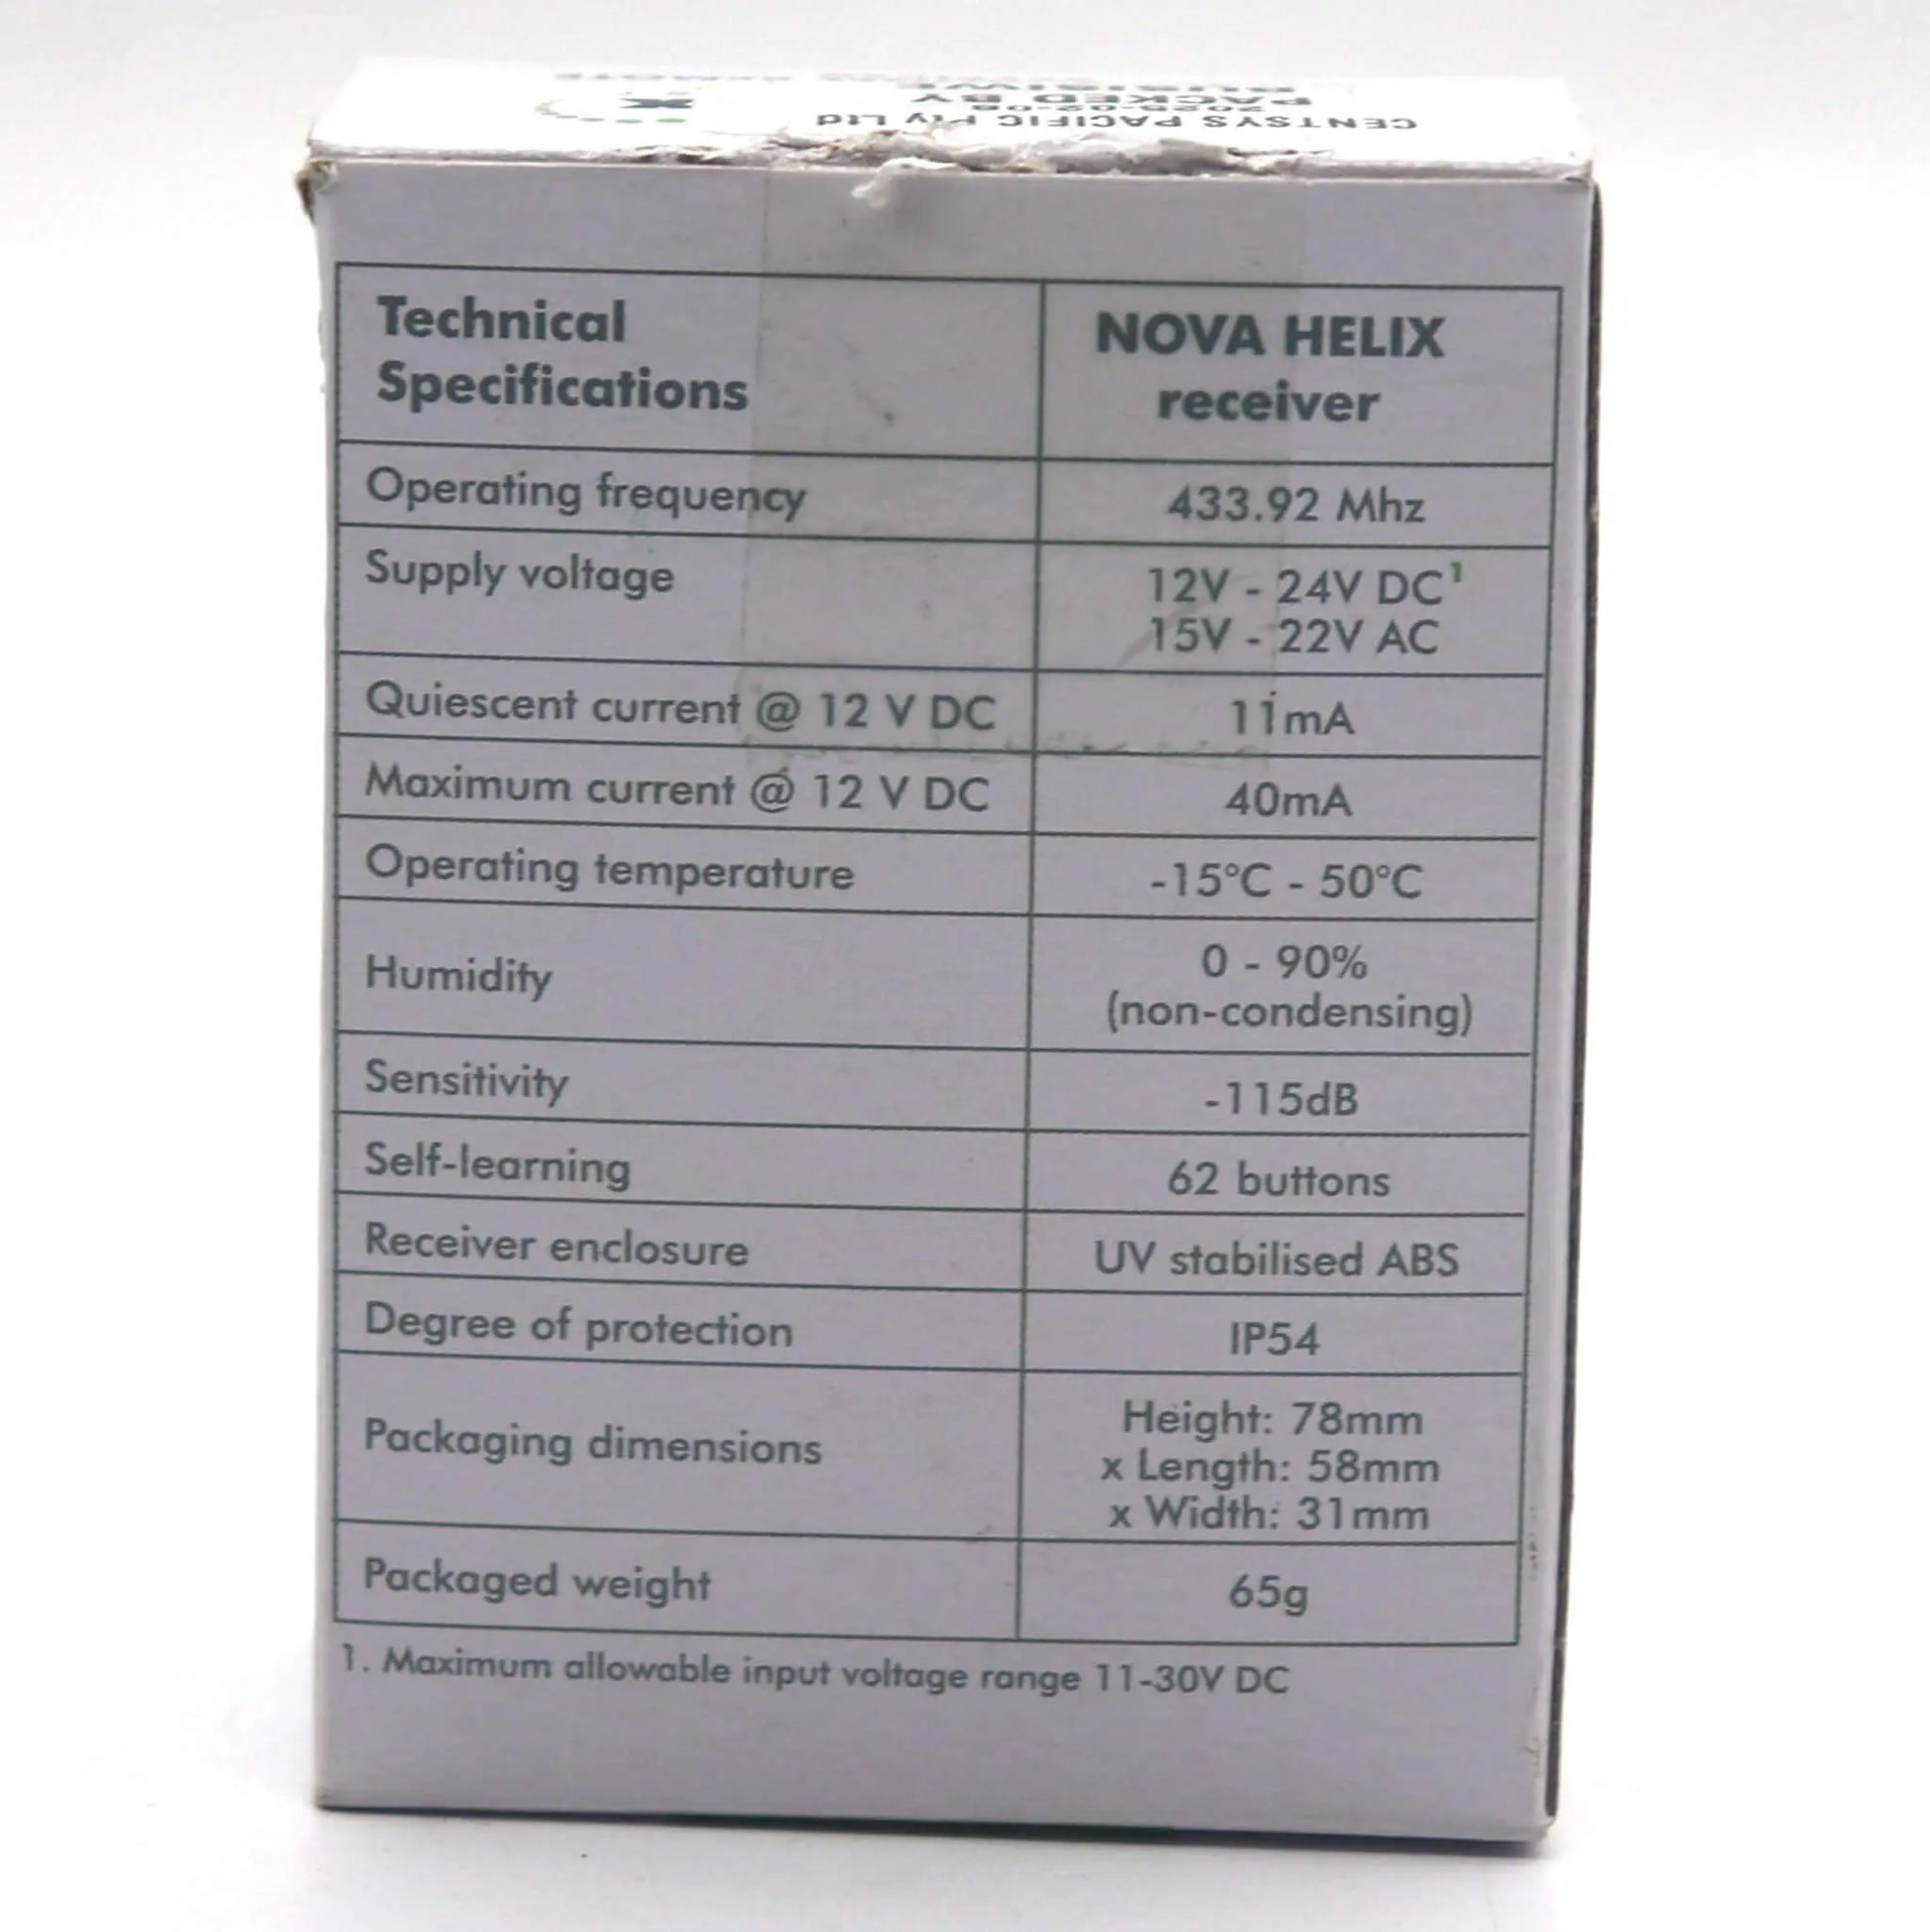 CENTSYS PACIFIC Pty Ltd
PACKED BY
Technical
Specifications
NOVA HELIX
receiver
Operating frequency
433.92 Mhz
Supply voltage
12V - 24V DC¹
15V - 22V AC
Quiescent current @ 12 V DC
11mA
Maximum current @ 12 V DC
40mA
Operating temperature
-15°C - 50°C
Humidity
0 - 90%
(non-condensing)
Sensitivity
-115dB
Self-learning
62 buttons
Receiver enclosure
UV stabilised ABS
Degree of protection
IP54
Packaging dimensions
Height: 78mm
x Length: 58mm
x Width: 31mm
Packaged weight
65g
1. Maximum allowable input voltage range 11-30V DC